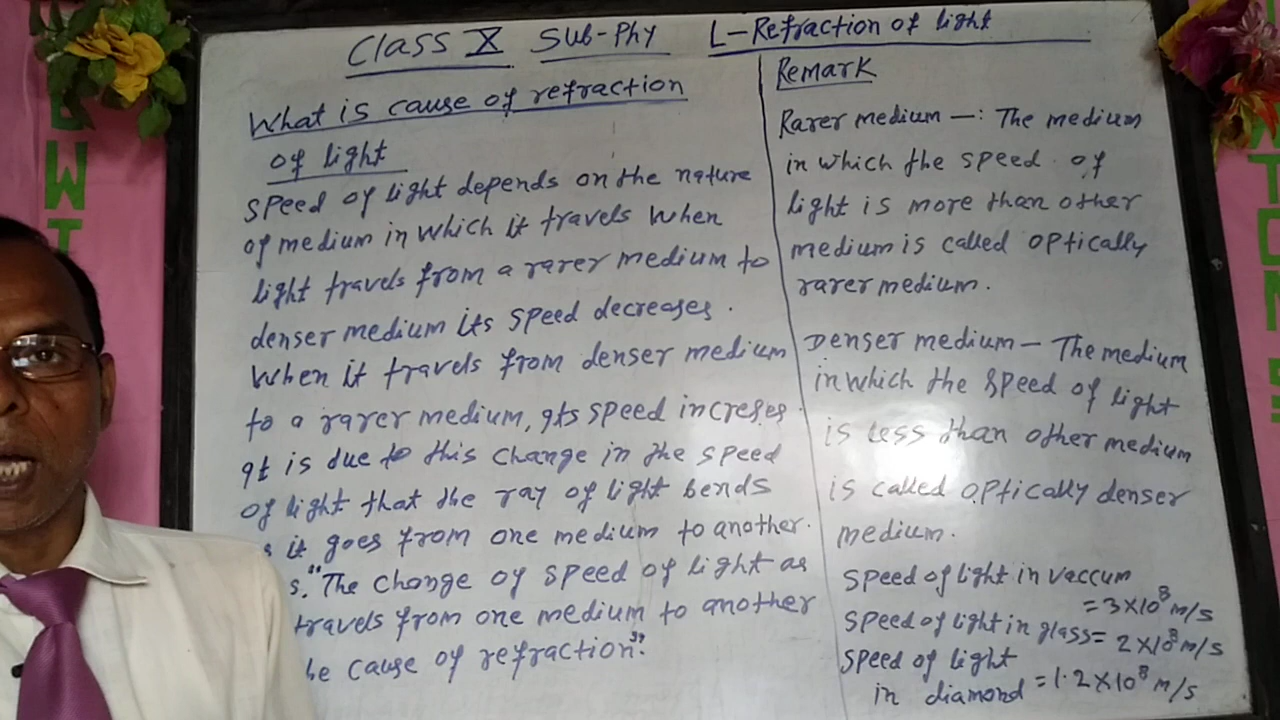 Class X Sub-Phy L-Refraction of light
What is cause of refraction
of light
Speed of light depends on the nature
of medium in which it travels when
light travels from a rarer medium to
denser medium its speed decreases.
When it travels from denser medium
to a rarer medium, gts speed increses.
gt is due to this change in the speed
of light that the ray of light bends
s it goes from one medium to another.
s. "The change of speed of light as
travels from one medium to another
he cause of refraction".
Remark
Rarer medium —: The medium
in which the speed of
light is more than other
medium is called optically
rarer medium.
Denser medium — The medium
in which the speed of light
is less than other medium
is called optically denser
medium.
Speed of light in vaccum
= 3×10⁸ m/s
Speed of light in glass = 2×10⁸ m/s
Speed of light
in diamond = 1.2×10⁸ m/s